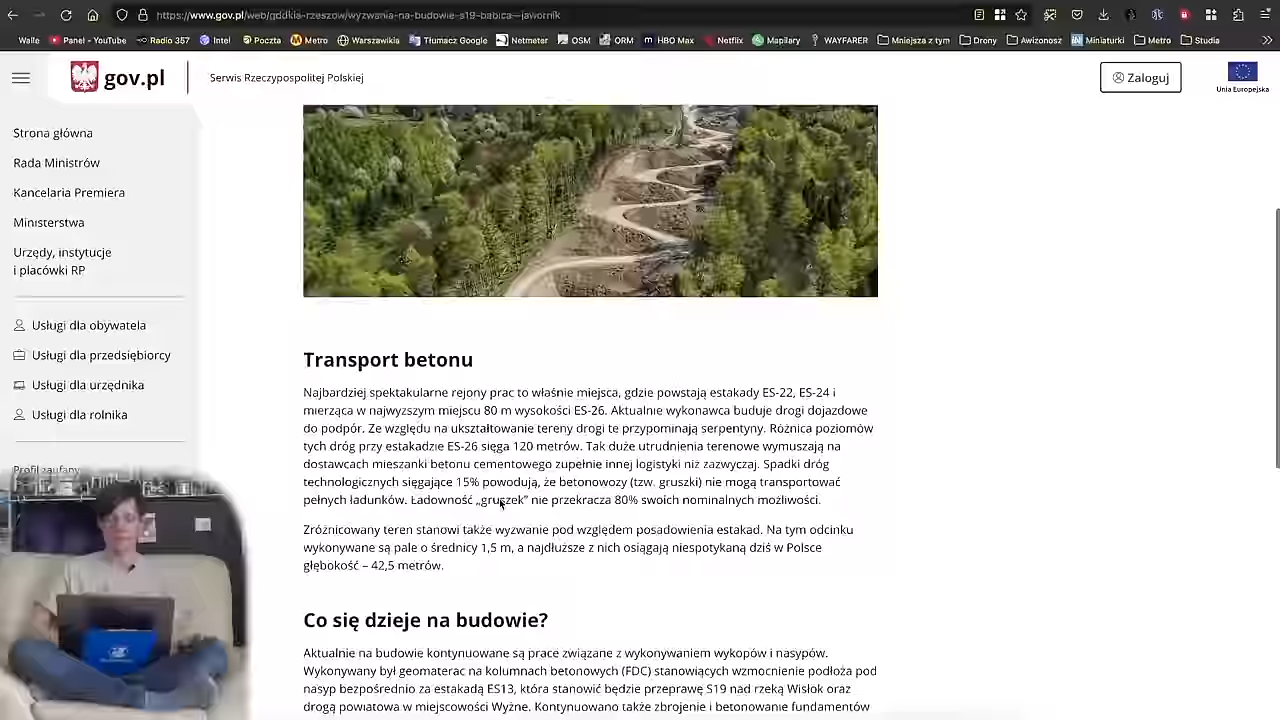 https://www.gov.pl/web/gddkia-rzeszow/wyzwania-na-budowie-s19-babica--jawornik
Walle Panel - YouTube Radio 357 Intel Poczta Metro Warszawikia Tłumacz Google Netmeter OSM ORM HBO Max Netflix Mapilary WAYFARER Mniejsza z tym Drony Awizonosz Miniaturki Metro Studia
gov.pl
Serwis Rzeczypospolitej Polskiej
Zaloguj
Unia Europejska
Strona główna
Rada Ministrów
Kancelaria Premiera
Ministerstwa
Urzędy, instytucje
i placówki RP
Usługi dla obywatela
Usługi dla przedsiębiorcy
Usługi dla urzędnika
Usługi dla rolnika
Profil zaufany
Transport betonu
Najbardziej spektakularne rejony prac to właśnie miejsca, gdzie powstają estakady ES-22, ES-24 i
mierząca w najwyższym miejscu 80 m wysokości ES-26. Aktualnie wykonawca buduje drogi dojazdowe
do podpór. Ze względu na ukształtowanie tereny drogi te przypominają serpentyny. Różnica poziomów
tych dróg przy estakadzie ES-26 sięga 120 metrów. Tak duże utrudnienia terenowe wymuszają na
dostawcach mieszanki betonu cementowego zupełnie innej logistyki niż zazwyczaj. Spadki dróg
technologicznych sięgające 15% powodują, że betonowozy (tzw. gruszki) nie mogą transportować
pełnych ładunków. Ładowność „gruszek” nie przekracza 80% swoich nominalnych możliwości.
Zróżnicowany teren stanowi także wyzwanie pod względem posadowienia estakad. Na tym odcinku
wykonywane są pale o średnicy 1,5 m, a najdłuższe z nich osiągają niespotykaną dziś w Polsce
głębokość – 42,5 metrów.
Co się dzieje na budowie?
Aktualnie na budowie kontynuowane są prace związane z wykonywaniem wykopów i nasypów.
Wykonywany był geomaterac na kolumnach betonowych (FDC) stanowiących wzmocnienie podłoża pod
nasyp bezpośrednio za estakadą ES13, która stanowić będzie przeprawę S19 nad rzeką Wisłok oraz
drogą powiatowa w miejscowości Wyżne. Kontynuowano także zbrojenie i betonowanie fundamentów